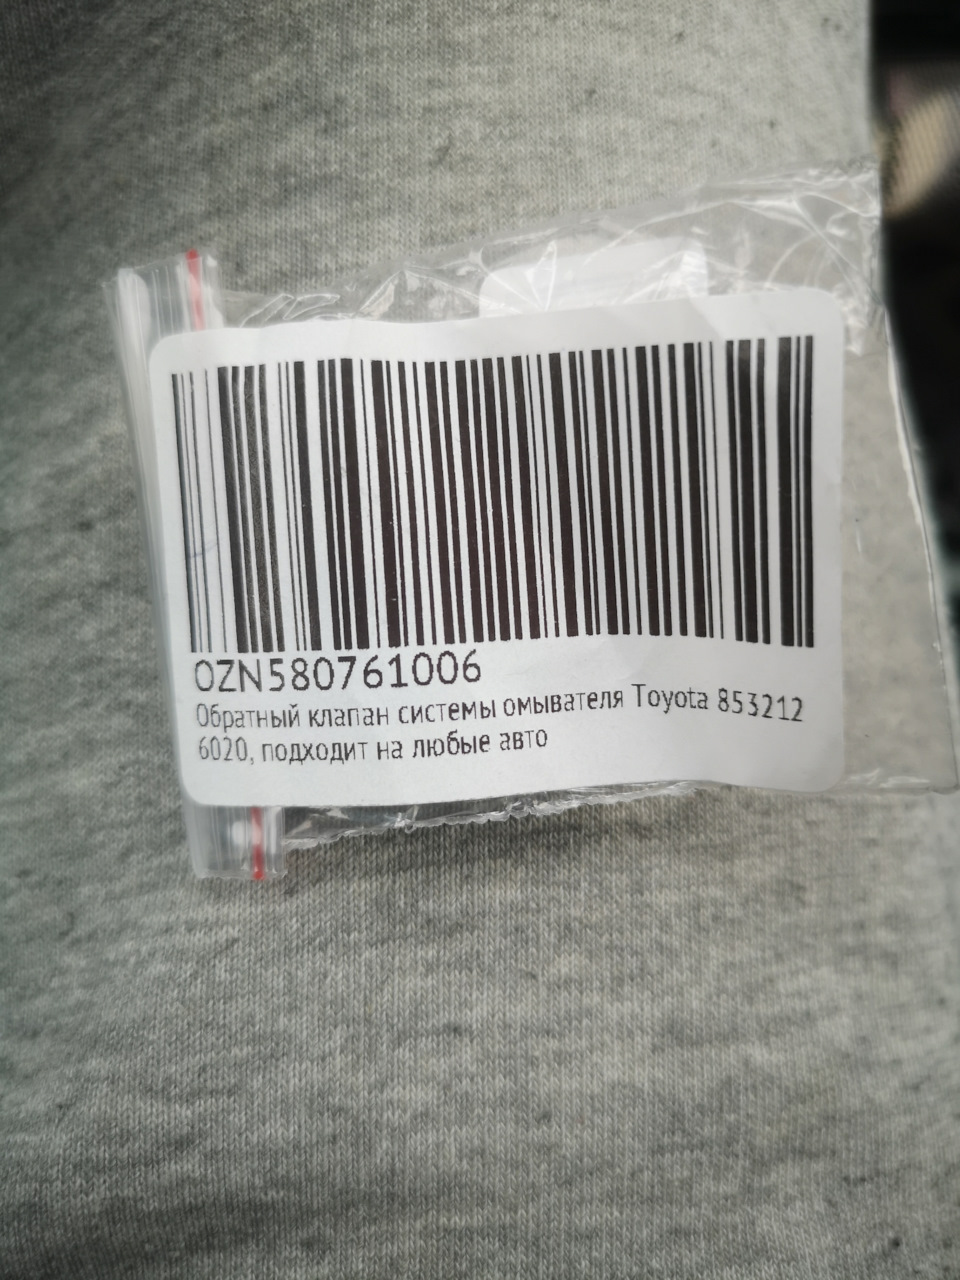 OZN580761006
Обратный клапан системы омывателя Toyota 853212
6020, подходит на любые авто